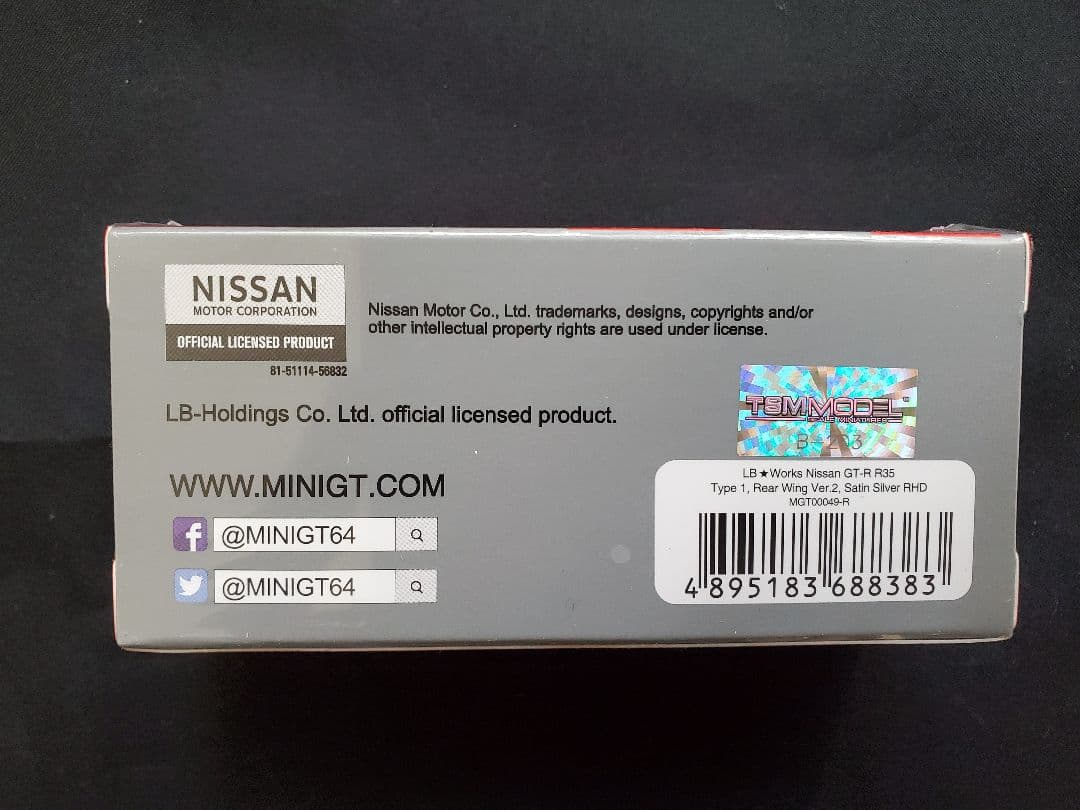 NISSAN
MOTOR CORPORATION
OFFICIAL LICENSED PRODUCT
81-51114-56832
Nissan Motor Co., Ltd. trademarks, designs, copyrights and/or
other intellectual property rights are used under license.
LB-Holdings Co. Ltd. official licensed product.
WWW.MINIGT.COM
f @MINIGT64
@MINIGT64
TSMMODEL
SCALE MINIATURES
LB★Works Nissan GT-R R35
Type 1, Rear Wing Ver.2, Satin Silver RHD
MGT00049-R
4 895183 688383